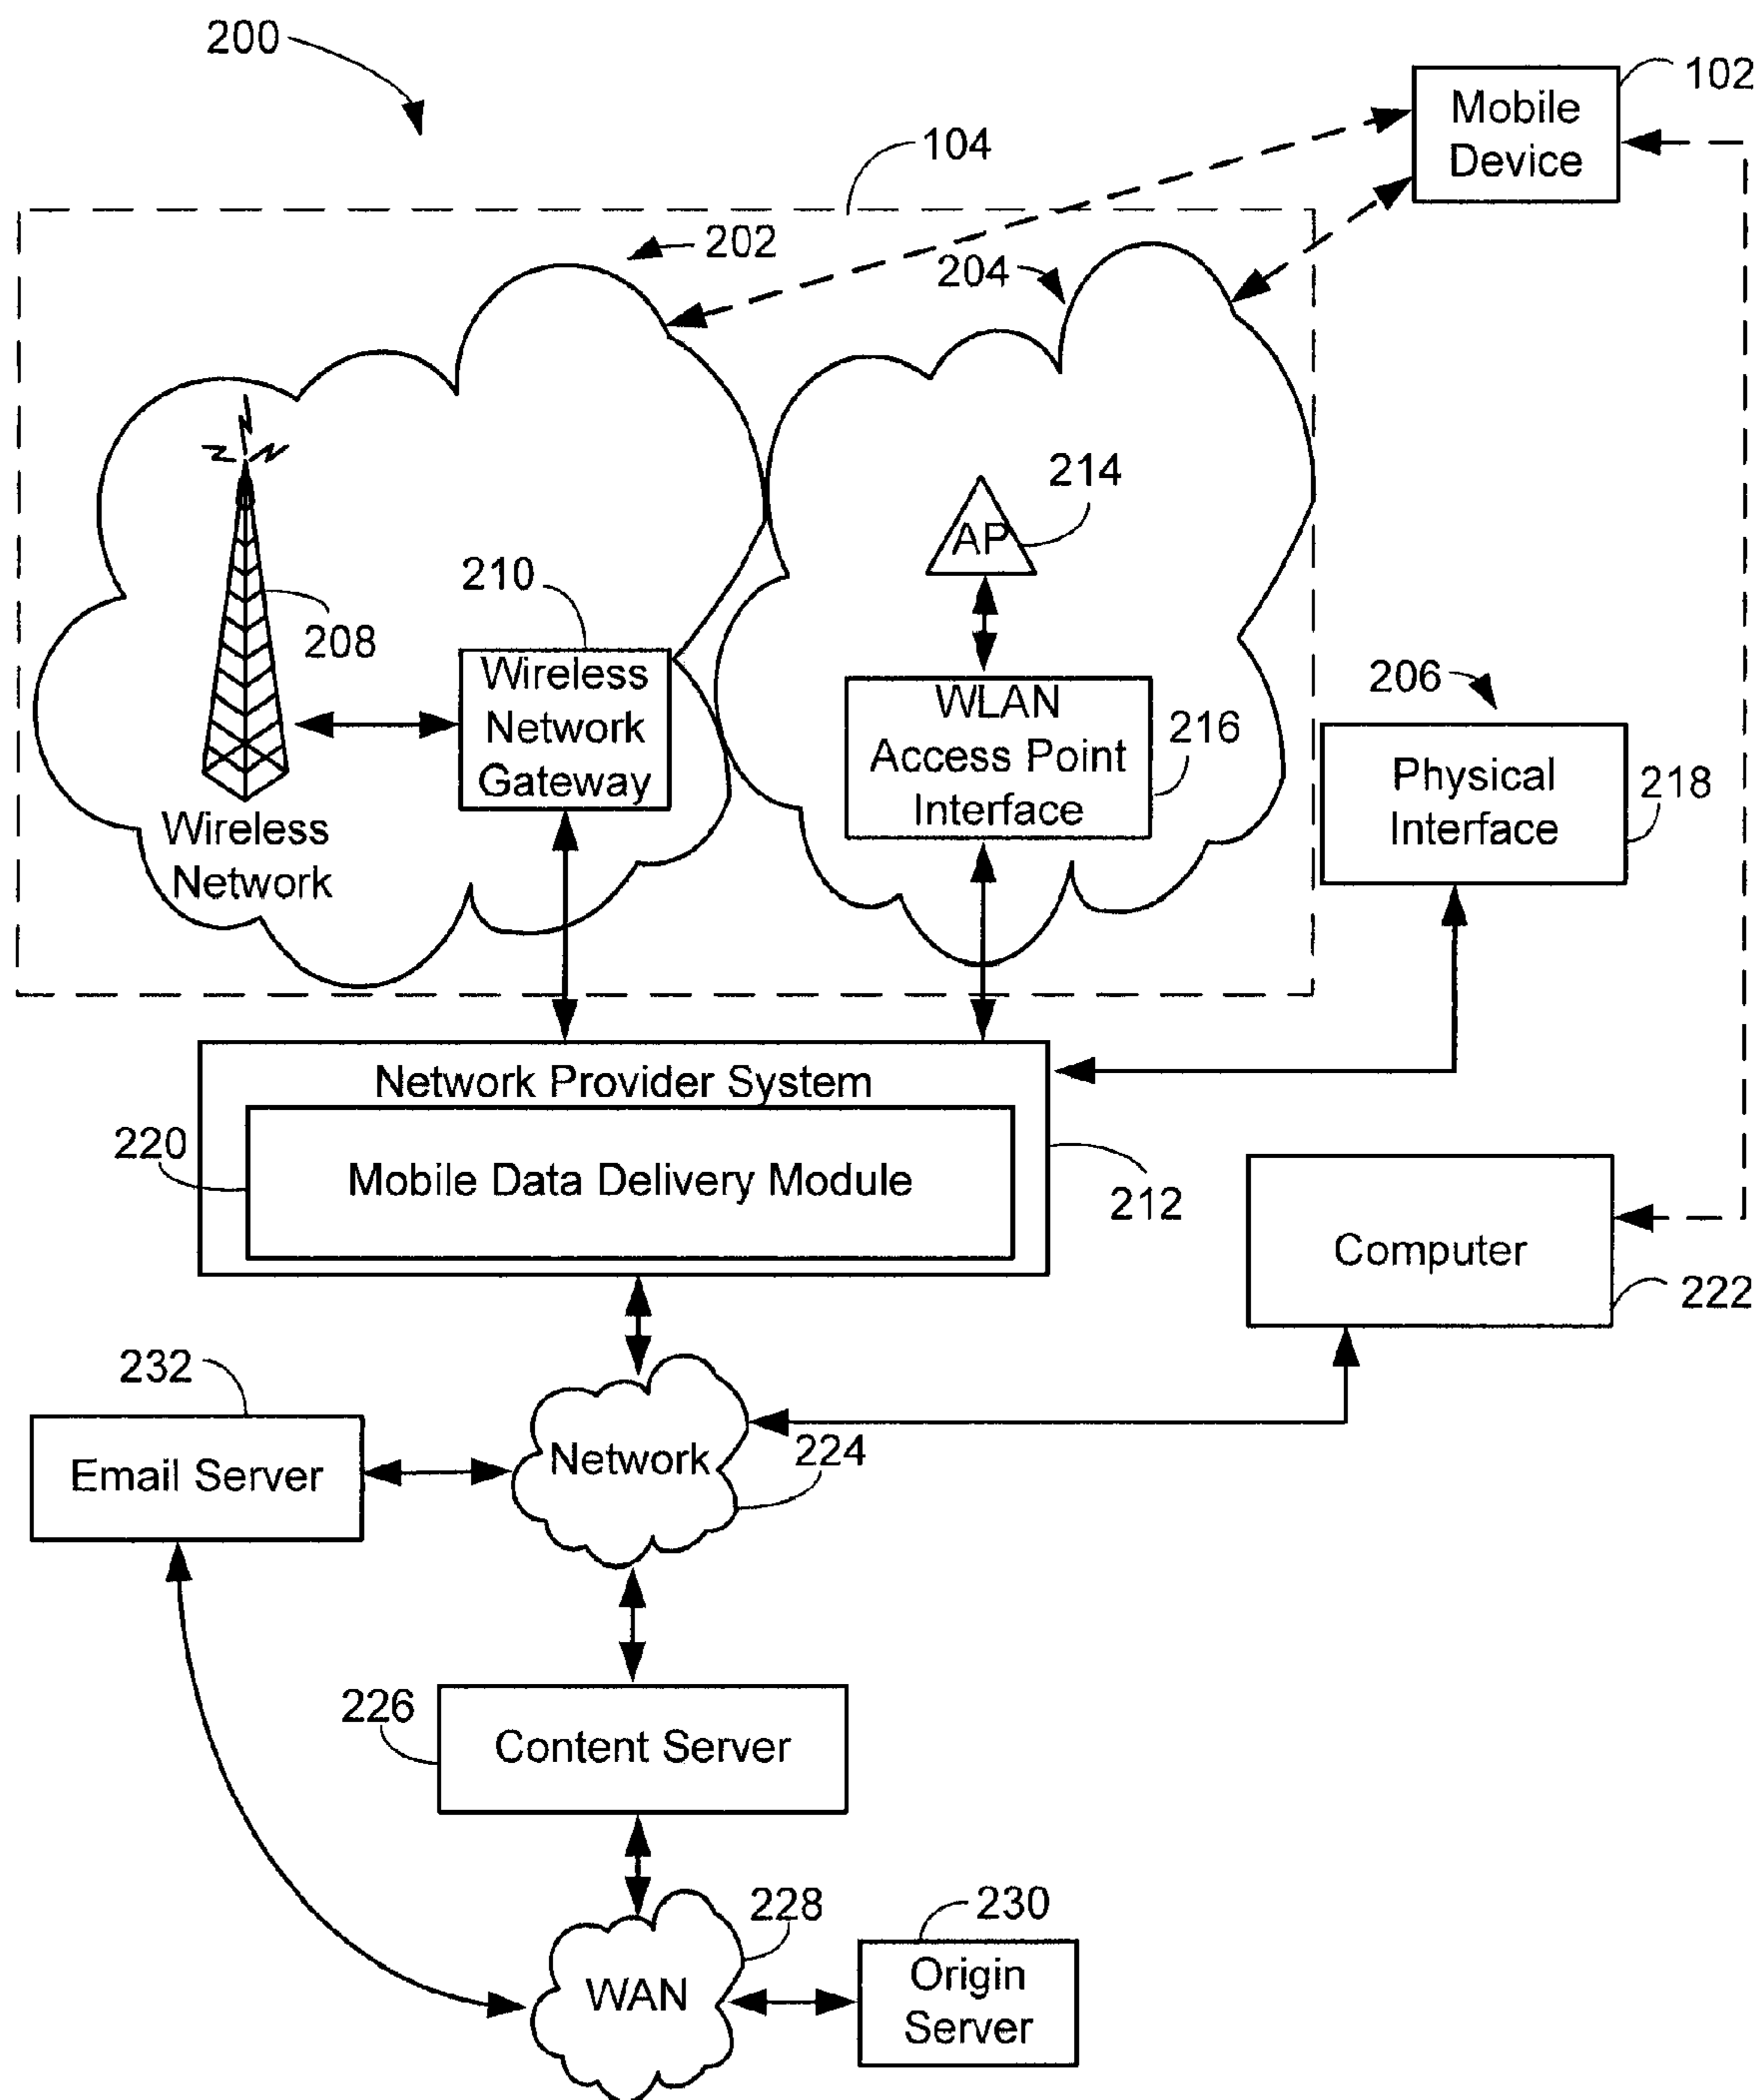 200
102
Mobile
Device
104
202
204
214
AP
210
208
Wireless
Network
Gateway
WLAN
Access Point
Interface
216
206
Physical
Interface
218
Wireless
Network
Network Provider System
220
Mobile Data Delivery Module
212
Computer
222
232
Email Server
Network
224
226
Content Server
228
WAN
230
Origin
Server